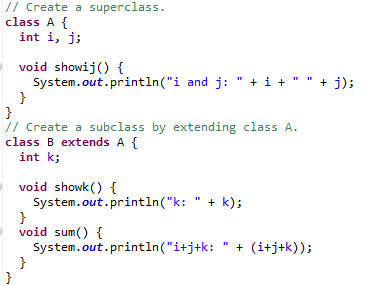 // Create a superclass.
class A {
  int i, j;

  void showij() {
    System.out.println("i and j: " + i + " " + j);
  }
}
// Create a subclass by extending class A.
class B extends A {
  int k;

  void showk() {
    System.out.println("k: " + k);
  }
  void sum() {
    System.out.println("i+j+k: " + (i+j+k));
  }
}